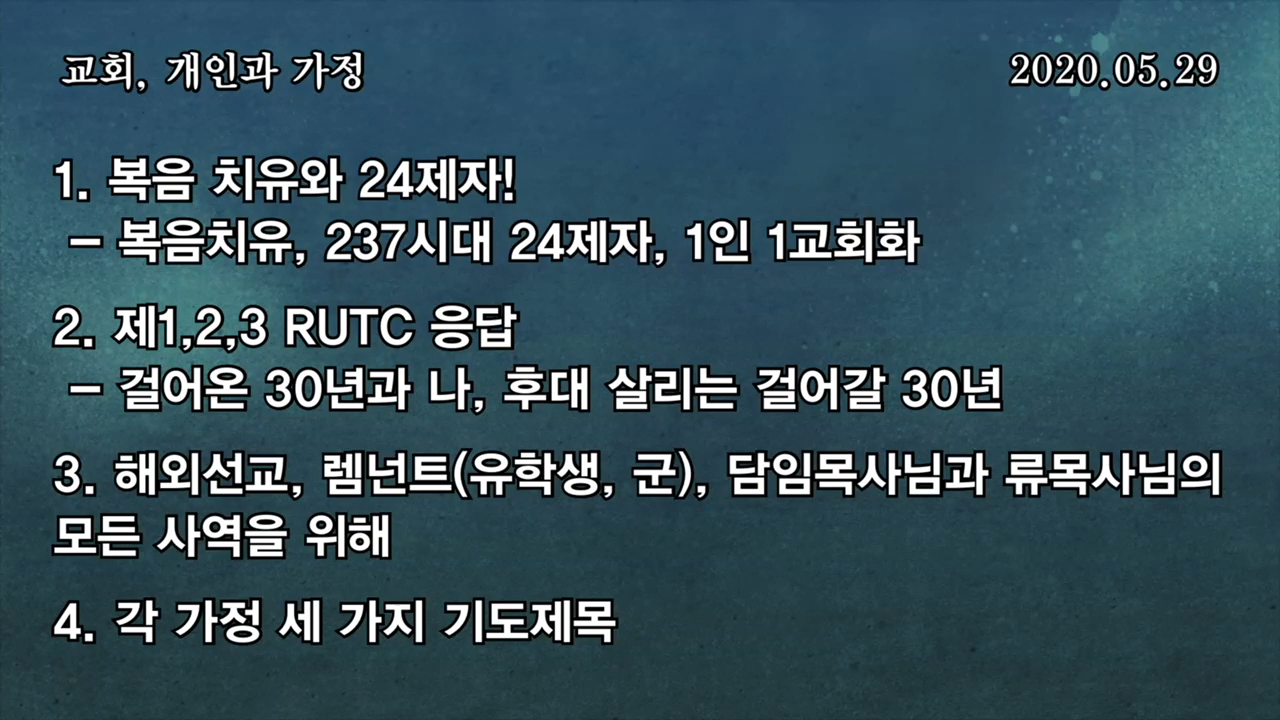 교회, 개인과 가정
2020.05.29
1. 복음 치유와 24제자!
- 복음치유, 237시대 24제자, 1인 1교회화
2. 제1,2,3 RUTC 응답
- 걸어온 30년과 나, 후대 살리는 걸어갈 30년
3. 해외선교, 렘넌트(유학생, 군), 담임목사님과 류목사님의
모든 사역을 위해
4. 각 가정 세 가지 기도제목